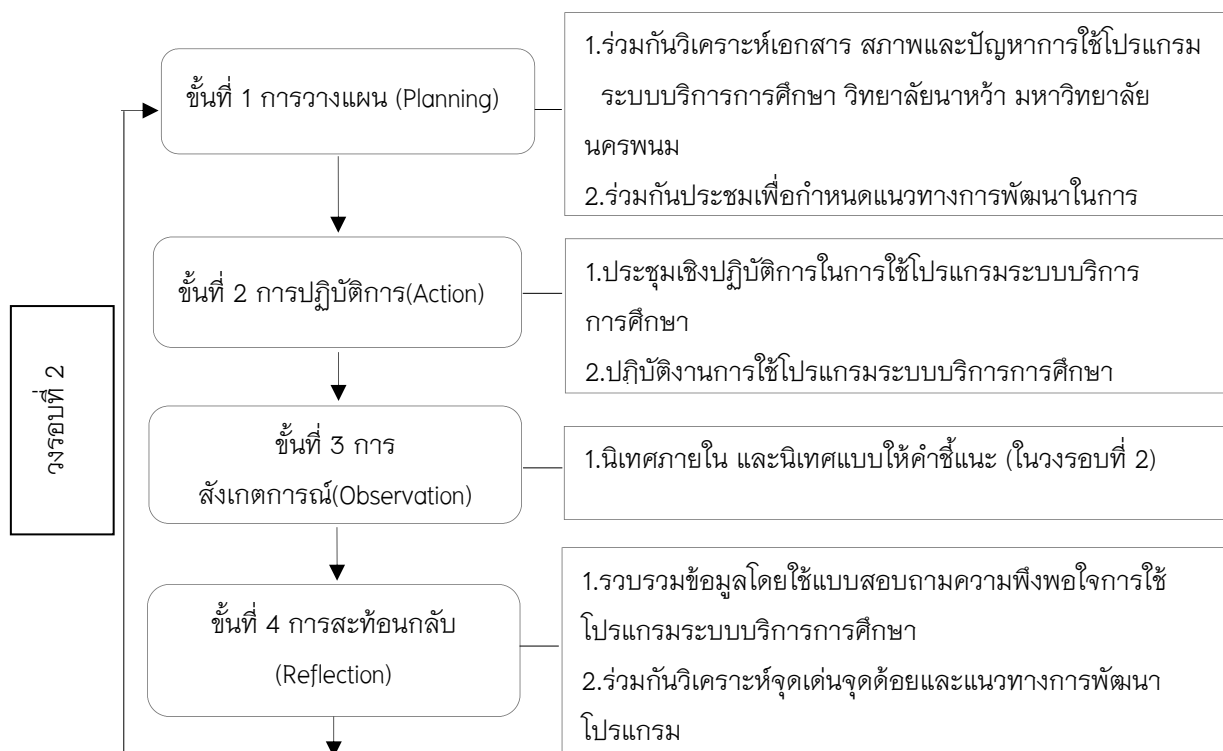 1.ร่วมกันวิเคราะห์เอกสาร สภาพและปัญหาการใช้โปรแกรม
ระบบบริการการศึกษา วิทยาลัยนาหว้า มหาวิทยาลัย
นครพนม
2.ร่วมกันประชมเพื่อกำหนดแนวทางการพัฒนาในการ
ขั้นที่ 1 การวางแผน (Planning)
1.ประชุมเชิงปฏิบัติการในการใช้โปรแกรมระบบบริการ
การศึกษา
2.ปฏิบัติงานการใช้โปรแกรมระบบบริการการศึกษา
ขั้นที่ 2 การปฏิบัติการ(Action)
วงรอบที่ 2
ขั้นที่ 3 การ
สังเกตการณ์(Observation)
1.นิเทศภายใน และนิเทศแบบให้คำชี้แนะ (ในวงรอบที่ 2)
ขั้นที่ 4 การสะท้อนกลับ
(Reflection)
1.รวบรวมข้อมูลโดยใช้แบบสอบถามความพึงพอใจการใช้
โปรแกรมระบบบริการการศึกษา
2.ร่วมกันวิเคราะห์จุดเด่นจุดด้อยและแนวทางการพัฒนา
โปรแกรม